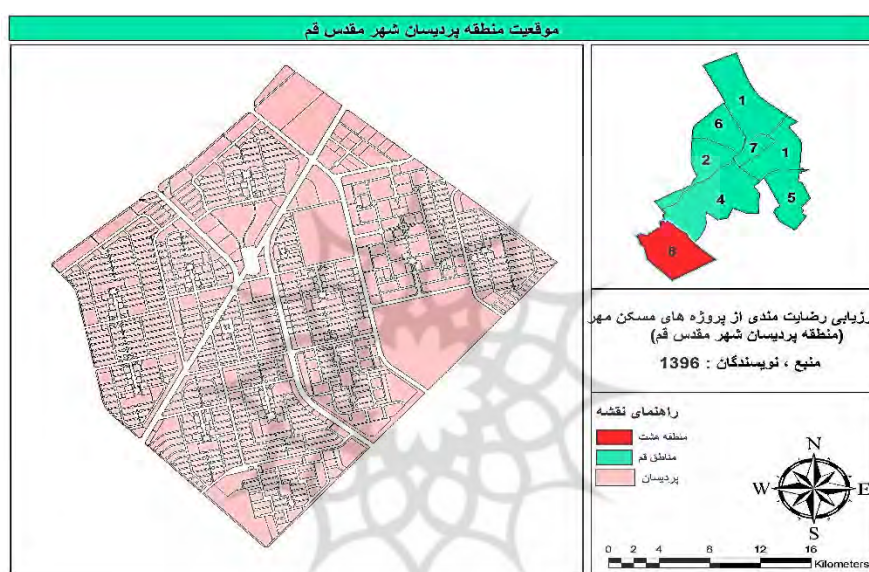 موقعیت منطقه پردیسان شهر مقدس قم
1
6
7
2
1
4
5
8
رزیابی رضایت مندی از پروژه های مسکن مهر
(منطقه پردیسان شهر مقدس قم)
منبع ، نویسندگان : 1396
راهنمای نقشه
منطقه هشت
مناطق قم
پردیسان
N
W E
S
0 2 4 8 12 16
Kilometers